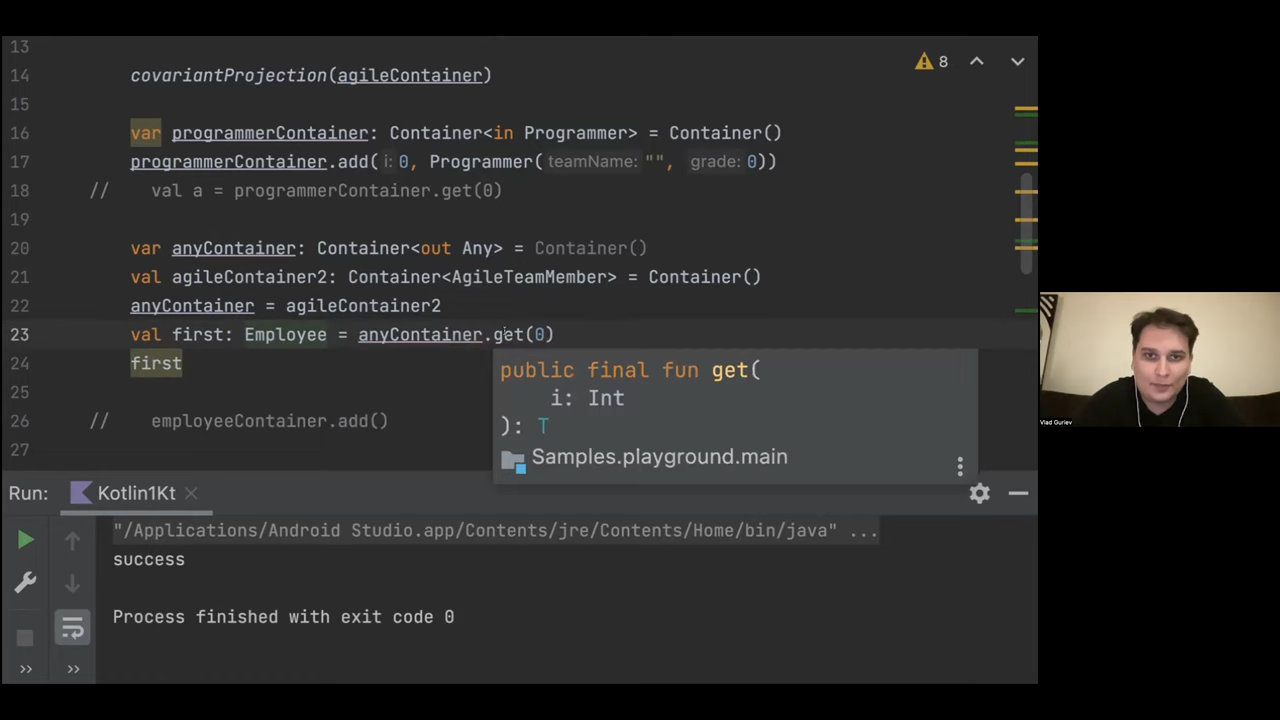 13
14 covariantProjection(agileContainer)
15
16 var programmerContainer: Container<in Programmer> = Container()
17 programmerContainer.add( i: 0, Programmer( teamName: "", grade: 0))
18 // val a = programmerContainer.get(0)
19
20 var anyContainer: Container<out Any> = Container()
21 val agileContainer2: Container<AgileTeamMember> = Container()
22 anyContainer = agileContainer2
23 val first: Employee = anyContainer.get(0)
24 first
25
26 // employeeContainer.add()
27
8
public final fun get(
i: Int
): T
Samples.playground.main
Run: Kotlin1Kt
"/Applications/Android Studio.app/Contents/jre/Contents/Home/bin/java" ...
success
Process finished with exit code 0
Vlad Guriev